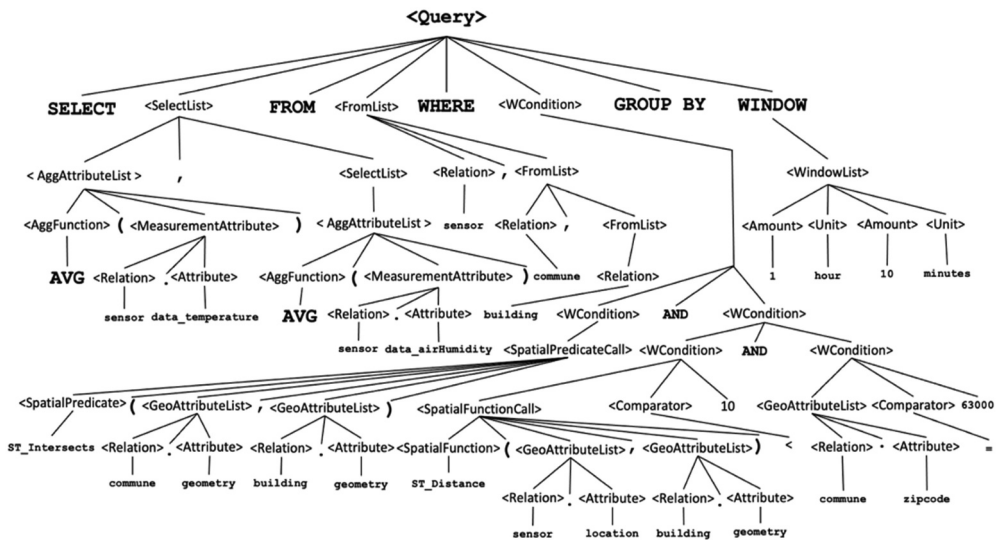 <Query>
SELECT <SelectList> FROM <FromList> WHERE <WCondition> GROUP BY WINDOW
< AggAttributeList > , <SelectList> <Relation> , <FromList> <WindowList>
<AggFunction> ( <MeasurementAttribute> ) AggAttributeList > sensor <Relation> , <FromList> <Amount> <Unit> <Amount> <Unit>
AVG <Relation> . <Attribute> <AggFunction> ( <MeasurementAttribute> ) commune <Relation> 1 hour 10 minutes
sensor data_temperature AVG <Relation> . <Attribute> building <WCondition> AND <WCondition>
sensor data_airHumidity <SpatialPredicateCall> <WCondition> AND <WCondition>
<SpatialPredicate> ( <GeoAttributeList> , <GeoAttributeList> ) <SpatialFunctionCall> <Comparator> 10 <GeoAttributeList> <Comparator> 63000
ST_Intersects <Relation> . <Attribute> <Relation> . <Attribute> <SpatialFunction> ( <GeoAttributeList> , <GeoAttributeList> ) < <Relation> . <Attribute> =
commune geometry building geometry ST_Distance <Relation> . <Attribute> <Relation> . <Attribute> commune zipcode
sensor location building geometry